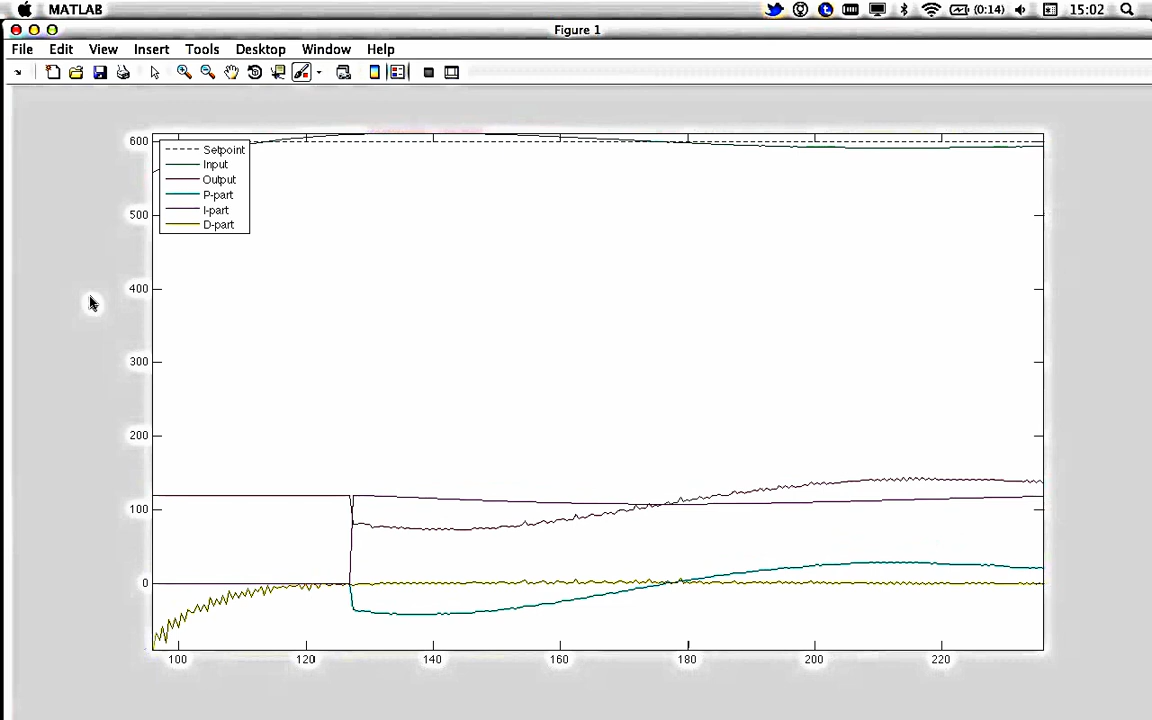 MATLAB (0:14) 15:02
Figure 1
File Edit View Insert Tools Desktop Window Help
600
500
400
300
200
100
0
Setpoint
Input
Output
P-part
I-part
D-part
100 120 140 160 180 200 220